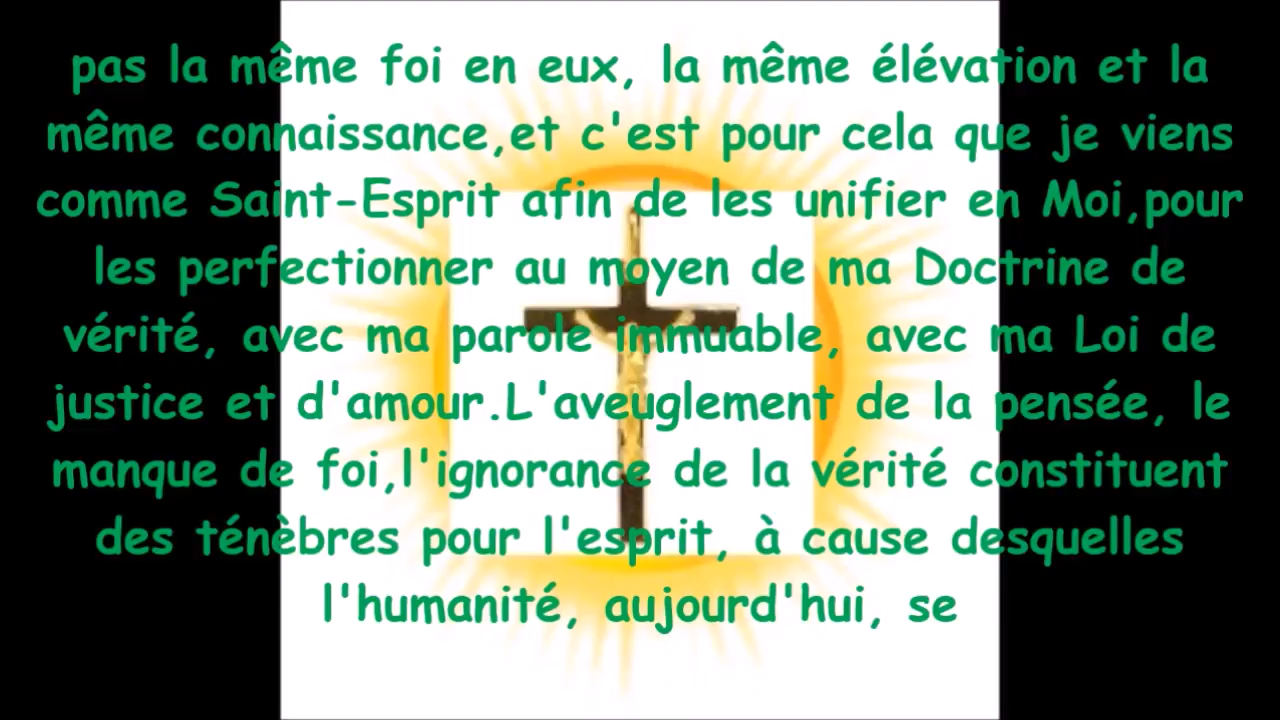 pas la même foi en eux, la même élévation et la
même connaissance,et c'est pour cela que je viens
comme Saint-Esprit afin de les unifier en Moi,pour
les perfectionner au moyen de ma Doctrine de
vérité, avec ma parole immuable, avec ma Loi de
justice et d'amour.L'aveuglement de la pensée, le
manque de foi,l'ignorance de la vérité constituent
des ténèbres pour l'esprit, à cause desquelles
l'humanité, aujourd'hui, se